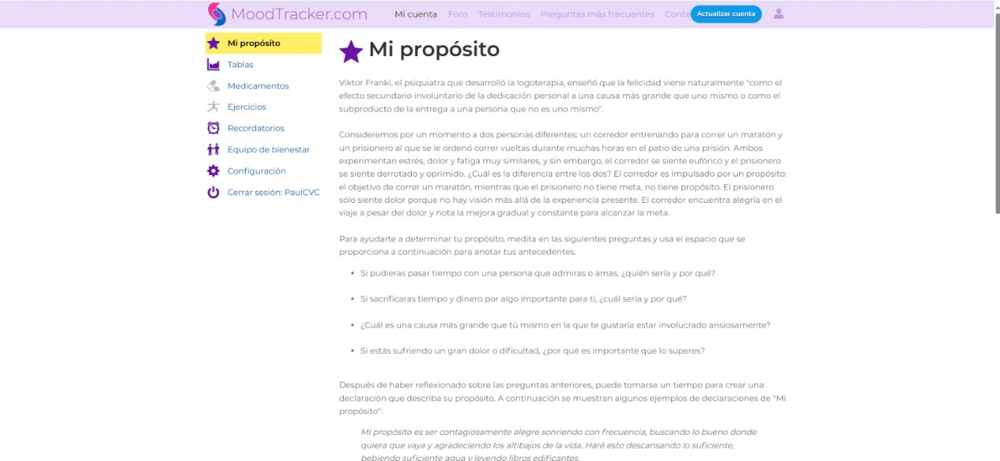 MoodTracker.com
Mi cuenta Foro Testimonios Preguntas más frecuentes Conta Actualizar cuenta
Mi propósito
Tablas
Medicamentos
Ejercicios
Recordatorios
Equipo de bienestar
Configuración
Cerrar sesión: PaulCVC
Mi propósito
Viktor Frankl, el psiquiatra que desarrolló la logoterapia, enseñó que la felicidad viene naturalmente "como el
efecto secundario involuntario de la dedicación personal a una causa más grande que uno mismo o como el
subproducto de la entrega a una persona que no es uno mismo".
Consideremos por un momento a dos personas diferentes: un corredor entrenando para correr un maratón y
un prisionero al que se le ordenó correr vueltas durante muchas horas en el patio de una prisión. Ambos
experimentan estrés, dolor y fatiga muy similares, y sin embargo, el corredor se siente eufórico y el prisionero
se siente derrotado y oprimido. ¿Cuál es la diferencia entre los dos? El corredor es impulsado por un propósito:
el objetivo de correr un maratón, mientras que el prisionero no tiene meta, no tiene propósito. El prisionero
sólo siente dolor porque no hay visión más allá de la experiencia presente. El corredor encuentra alegría en el
viaje a pesar del dolor y nota la mejora gradual y constante para alcanzar la meta.
Para ayudarte a determinar tu propósito, medita en las siguientes preguntas y usa el espacio que se
proporciona a continuación para anotar tus antecedentes.
• Si pudieras pasar tiempo con una persona que admiras o amas, ¿quién sería y por qué?
• Si sacrificaras tiempo y dinero por algo importante para ti, ¿cuál sería y por qué?
• ¿Cuál es una causa más grande que tú mismo en la que te gustaría estar involucrado ansiosamente?
• Si estás sufriendo un gran dolor o dificultad, ¿por qué es importante que lo superes?
Después de haber reflexionado sobre las preguntas anteriores, puede tomarse un tiempo para crear una
declaración que describa su propósito. A continuación se muestran algunos ejemplos de declaraciones de "Mi
propósito":
Mi propósito es ser contagiosamente alegre sonriendo con frecuencia, buscando lo bueno donde
quiera que vaya y agradeciendo los altibajos de la vida. Haré esto descansando lo suficiente,
bebiendo suficiente agua y leyendo libros edificantes.